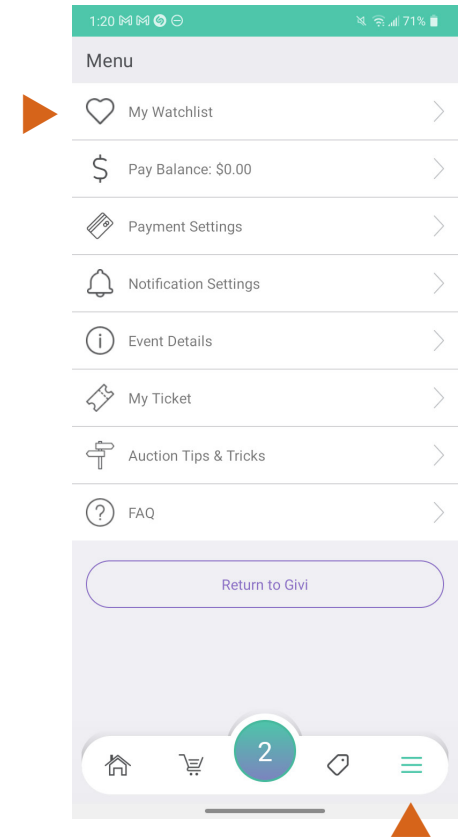 1:20 71%
Menu
My Watchlist
Pay Balance: $0.00
Payment Settings
Notification Settings
Event Details
My Ticket
Auction Tips & Tricks
FAQ
Return to Givi
2